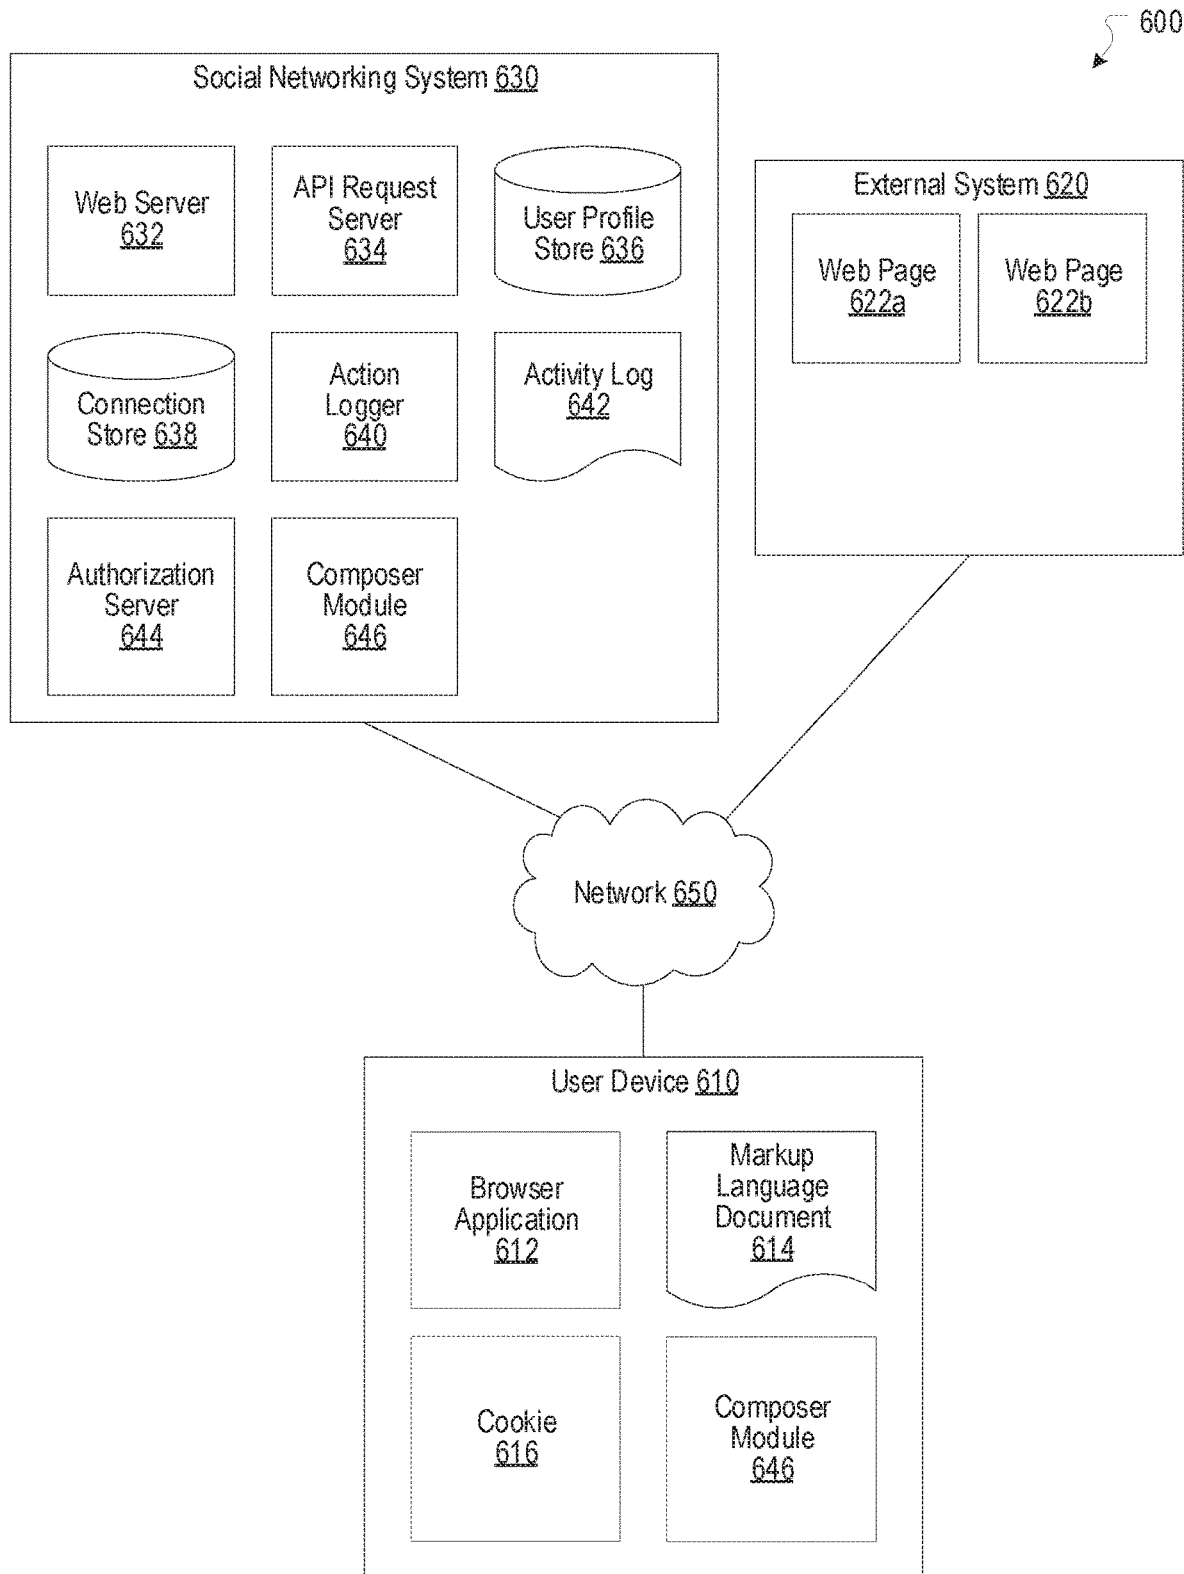 600
Social Networking System 630
Web Server
632
API Request
Server
634
User Profile
Store 636
Connection
Store 638
Action
Logger
640
Activity Log
642
Authorization
Server
644
Composer
Module
646
External System 620
Web Page
622a
Web Page
622b
Network 650
User Device 610
Browser
Application
612
Markup
Language
Document
614
Cookie
616
Composer
Module
646